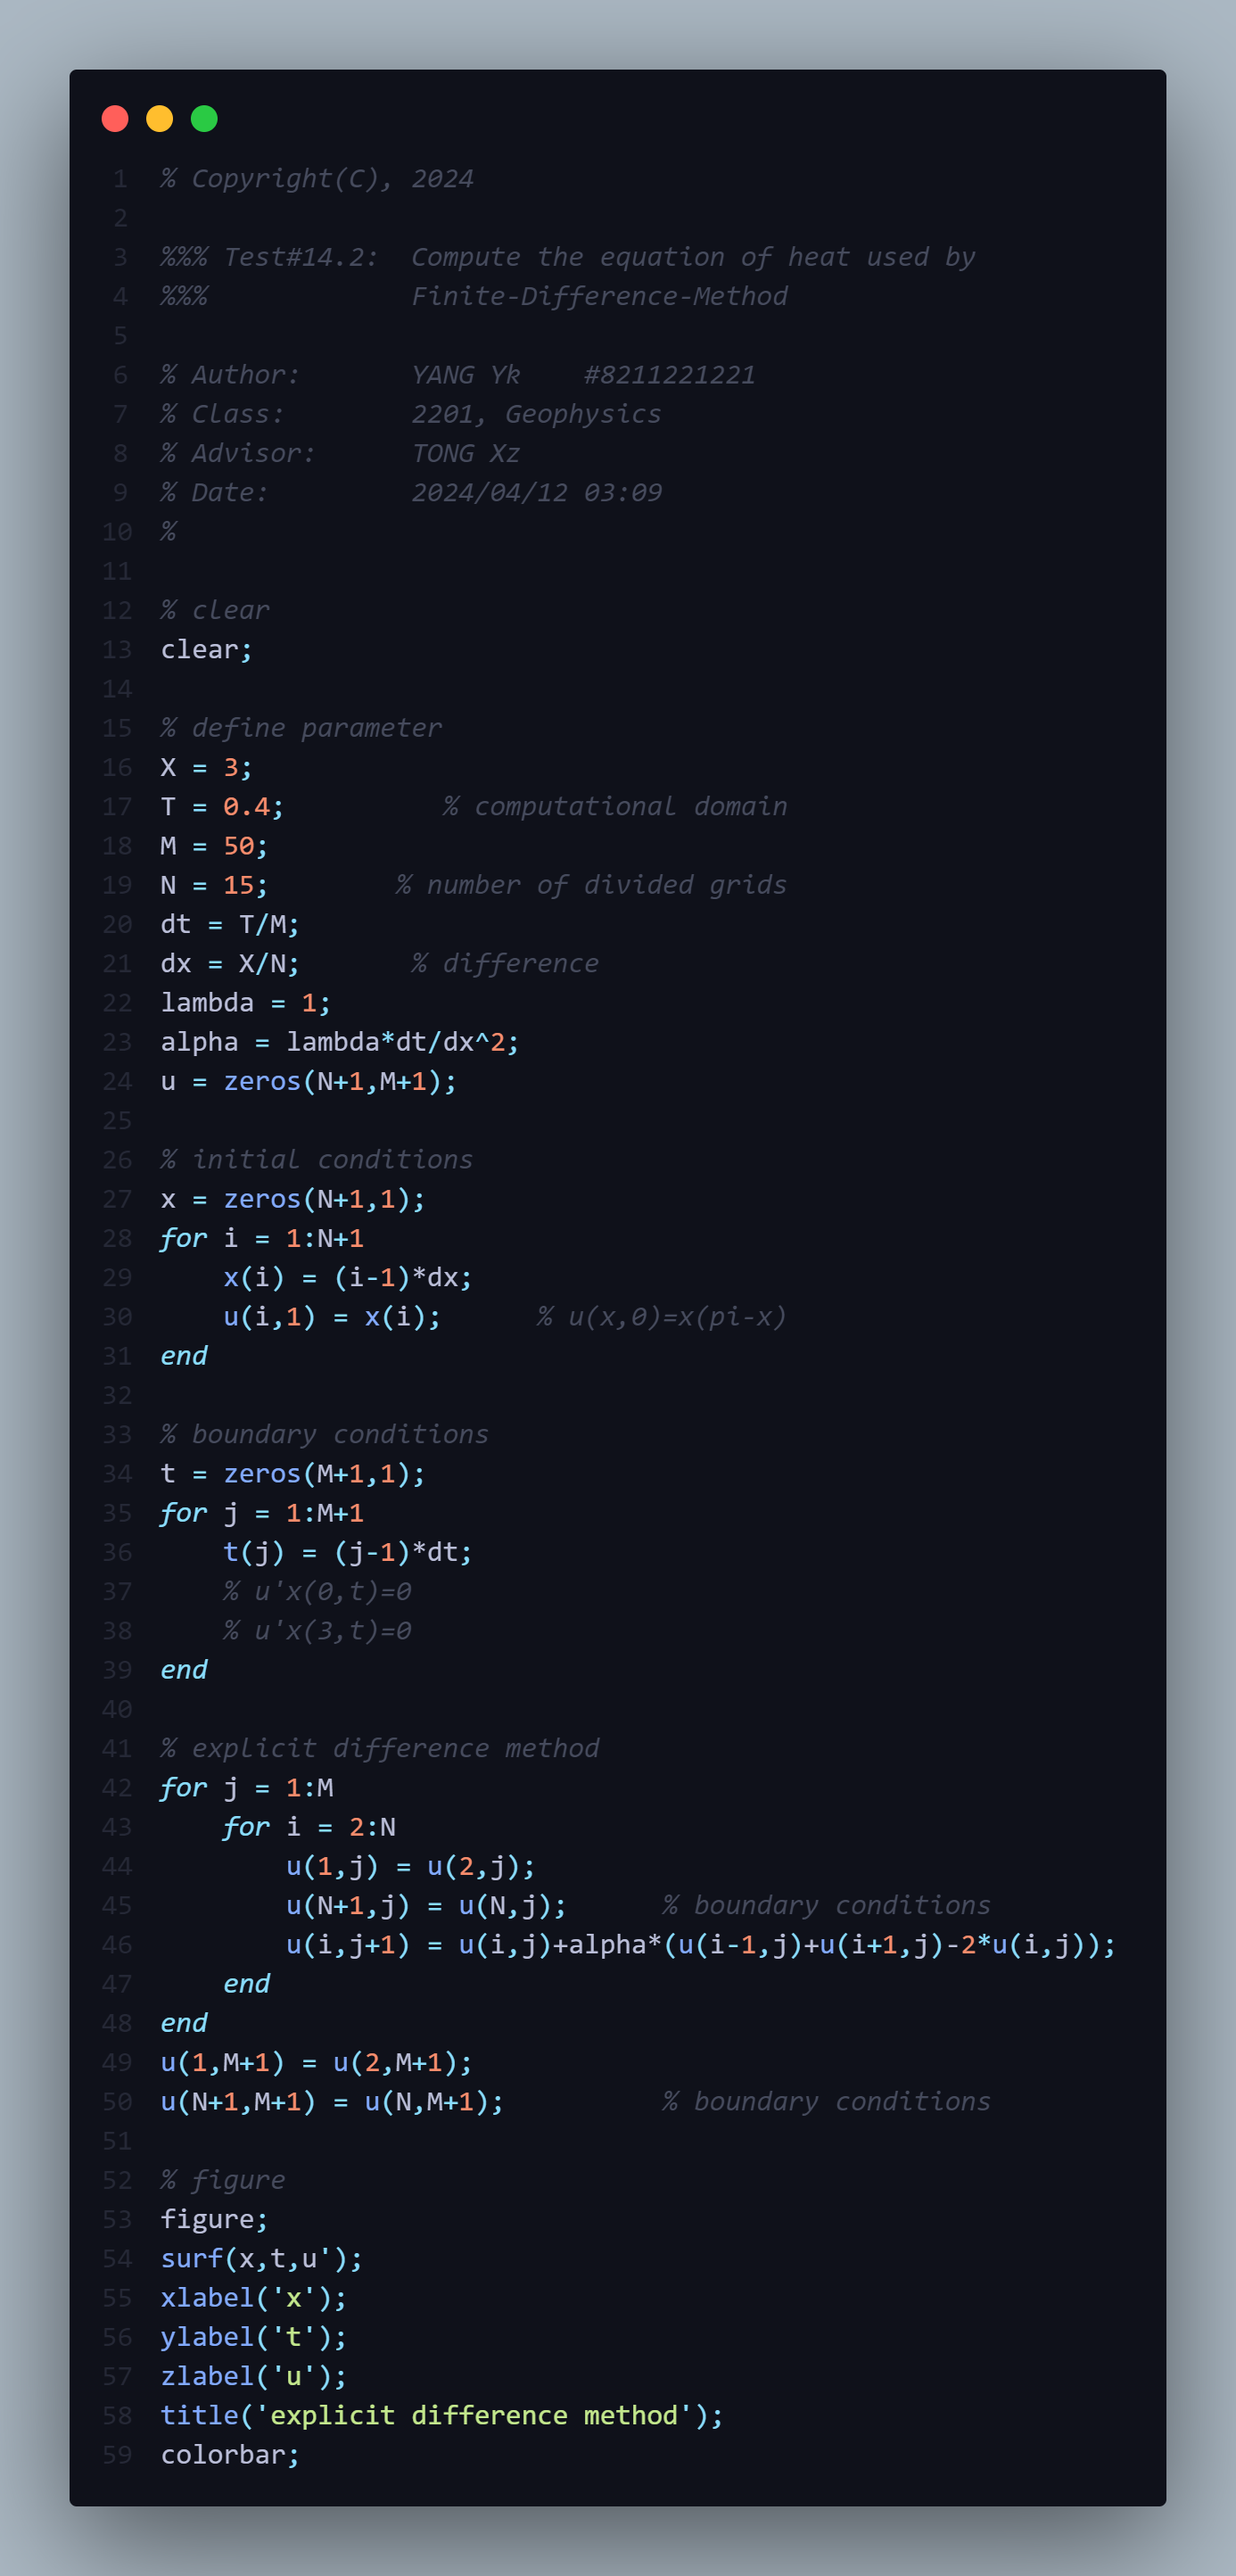 1 % Copyright(C), 2024
2
3 %%% Test#14.2:  Compute the equation of heat used by
4 %%%             Finite-Difference-Method
5
6 % Author:       YANG Yk    #8211221221
7 % Class:        2201, Geophysics
8 % Advisor:      TONG Xz
9 % Date:         2024/04/12 03:09
10 %
11
12 % clear
13 clear;
14
15 % define parameter
16 X = 3;
17 T = 0.4;          % computational domain
18 M = 50;
19 N = 15;        % number of divided grids
20 dt = T/M;
21 dx = X/N;       % difference
22 lambda = 1;
23 alpha = lambda*dt/dx^2;
24 u = zeros(N+1,M+1);
25
26 % initial conditions
27 x = zeros(N+1,1);
28 for i = 1:N+1
29     x(i) = (i-1)*dx;
30     u(i,1) = x(i);      % u(x,0)=x(pi-x)
31 end
32
33 % boundary conditions
34 t = zeros(M+1,1);
35 for j = 1:M+1
36     t(j) = (j-1)*dt;
37     % u'x(0,t)=0
38     % u'x(3,t)=0
39 end
40
41 % explicit difference method
42 for j = 1:M
43     for i = 2:N
44         u(1,j) = u(2,j);
45         u(N+1,j) = u(N,j);      % boundary conditions
46         u(i,j+1) = u(i,j)+alpha*(u(i-1,j)+u(i+1,j)-2*u(i,j));
47     end
48 end
49 u(1,M+1) = u(2,M+1);
50 u(N+1,M+1) = u(N,M+1);          % boundary conditions
51
52 % figure
53 figure;
54 surf(x,t,u');
55 xlabel('x');
56 ylabel('t');
57 zlabel('u');
58 title('explicit difference method');
59 colorbar;